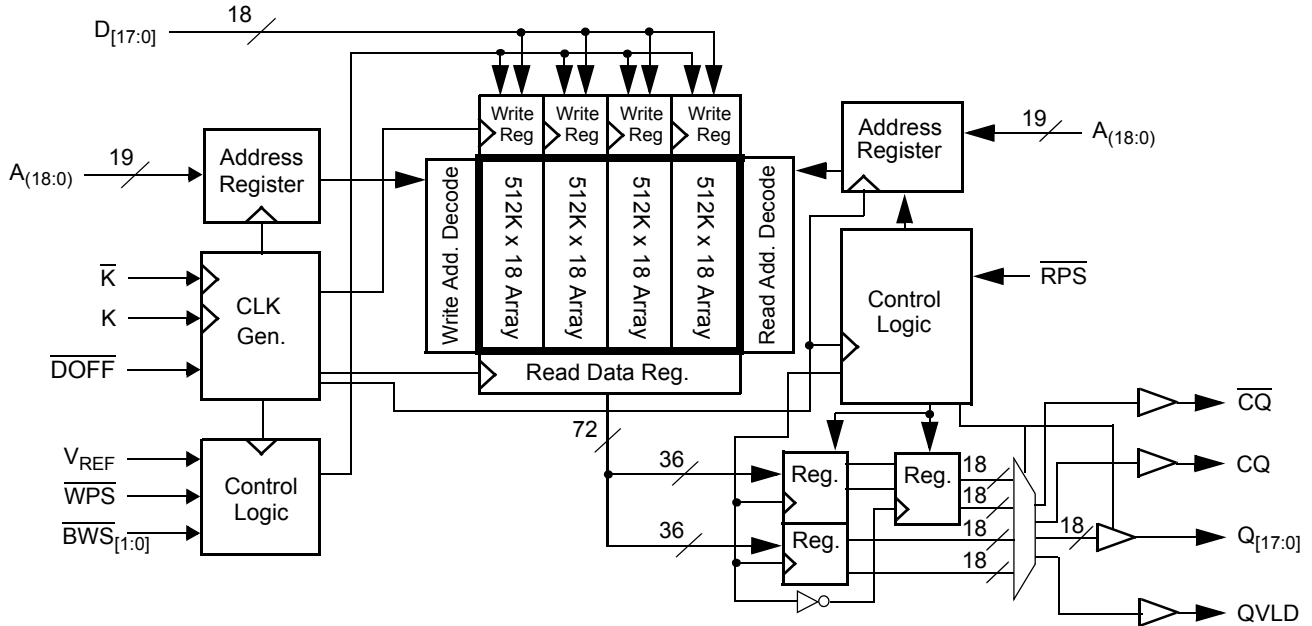 D[17:0]
18
Write Reg
Write Reg
Write Reg
Write Reg
A(18:0)
19
Address Register
Write Add. Decode
512K x 18 Array
512K x 18 Array
512K x 18 Array
512K x 18 Array
Read Add. Decode
Address Register
19
A(18:0)
K
K
DOFF
CLK Gen.
Read Data Reg.
Control Logic
RPS
VREF
WPS
BWS[1:0]
Control Logic
72
36
36
Reg.
Reg.
Reg.
18
18
18
18
18
CQ
CQ
Q[17:0]
QVLD